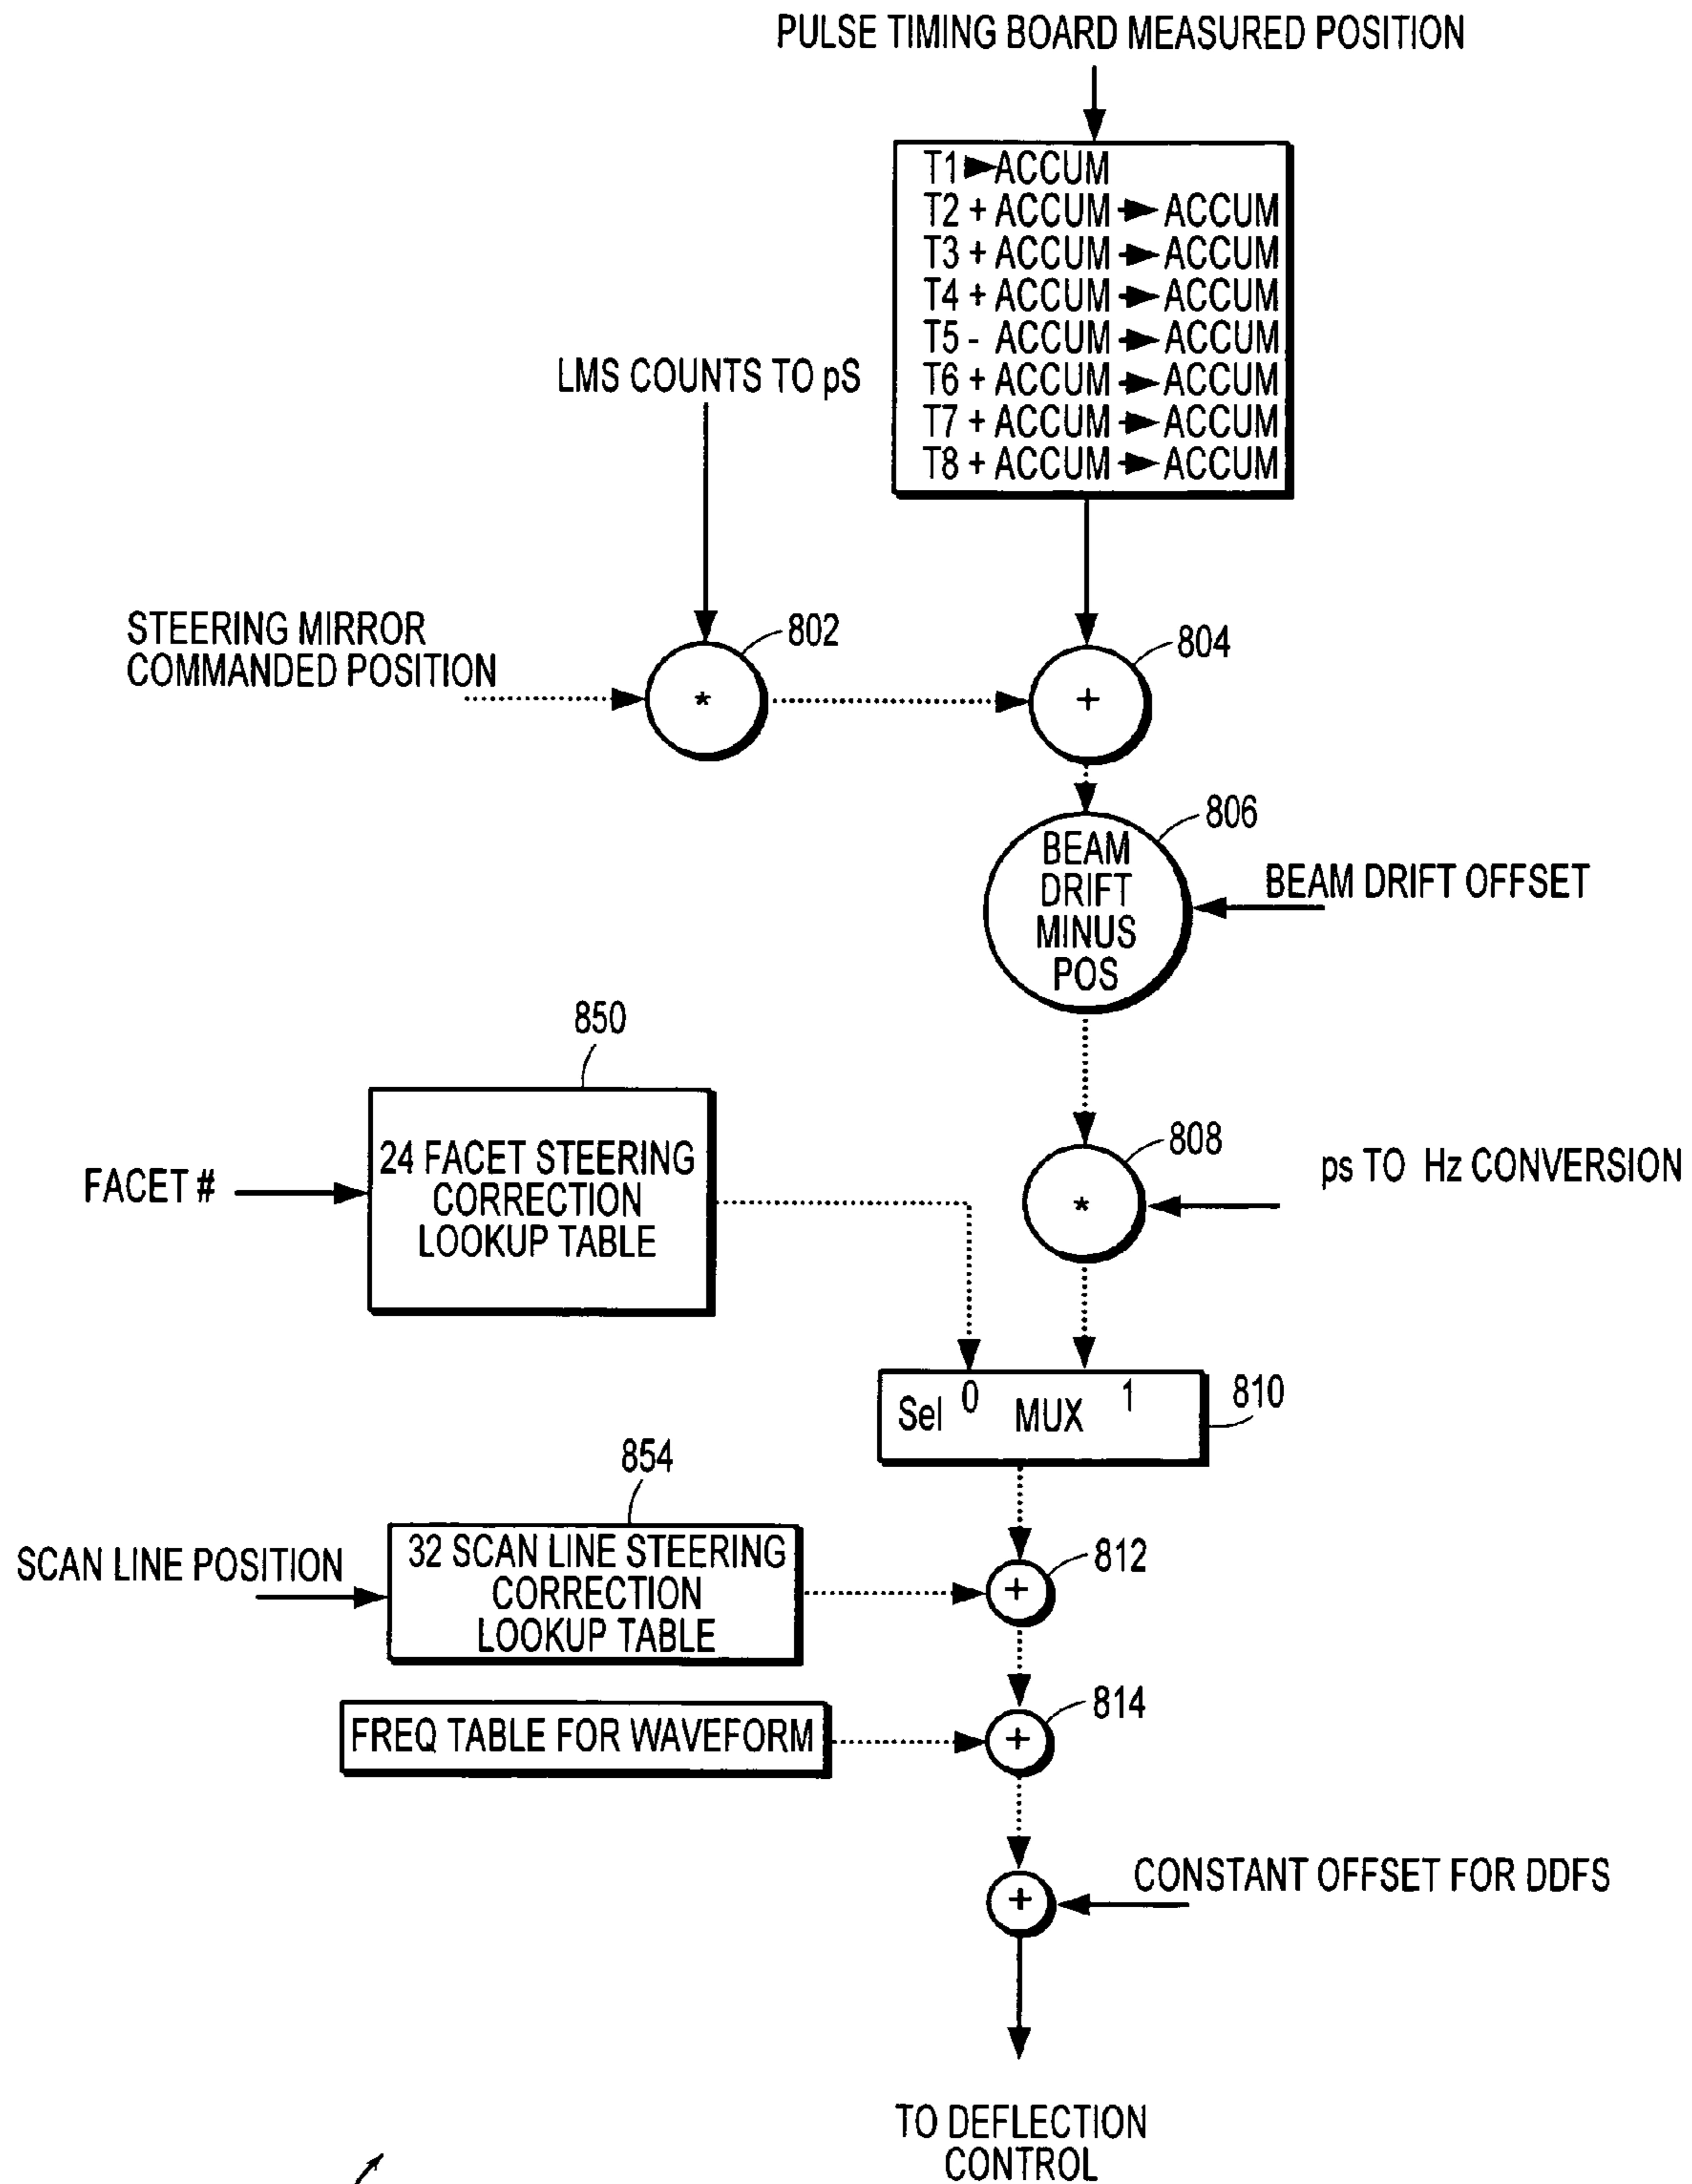 PULSE TIMING BOARD MEASURED POSITION
T1 ► ACCUM
T2 + ACCUM ► ACCUM
T3 + ACCUM ► ACCUM
T4 + ACCUM ► ACCUM
T5 - ACCUM ► ACCUM
T6 + ACCUM ► ACCUM
T7 + ACCUM ► ACCUM
T8 + ACCUM ► ACCUM
LMS COUNTS TO pS
STEERING MIRROR
COMMANDED POSITION
*
802
+
804
BEAM
DRIFT
MINUS
POS
806
BEAM DRIFT OFFSET
850
FACET #
24 FACET STEERING
CORRECTION
LOOKUP TABLE
*
808
ps TO Hz CONVERSION
Sel 0 MUX 1
810
854
SCAN LINE POSITION
32 SCAN LINE STEERING
CORRECTION
LOOKUP TABLE
+
812
FREQ TABLE FOR WAVEFORM
+
814
+
CONSTANT OFFSET FOR DDFS
TO DEFLECTION
CONTROL